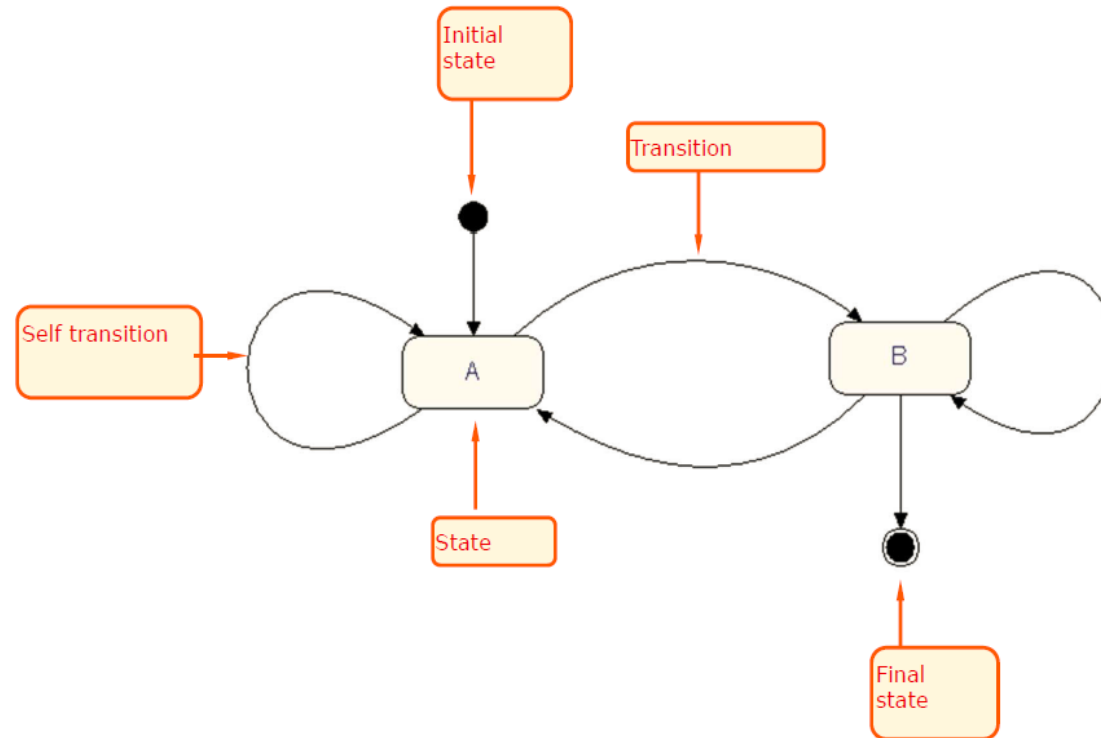 Initial
state
Transition
Self transition
A
B
State
Final
state